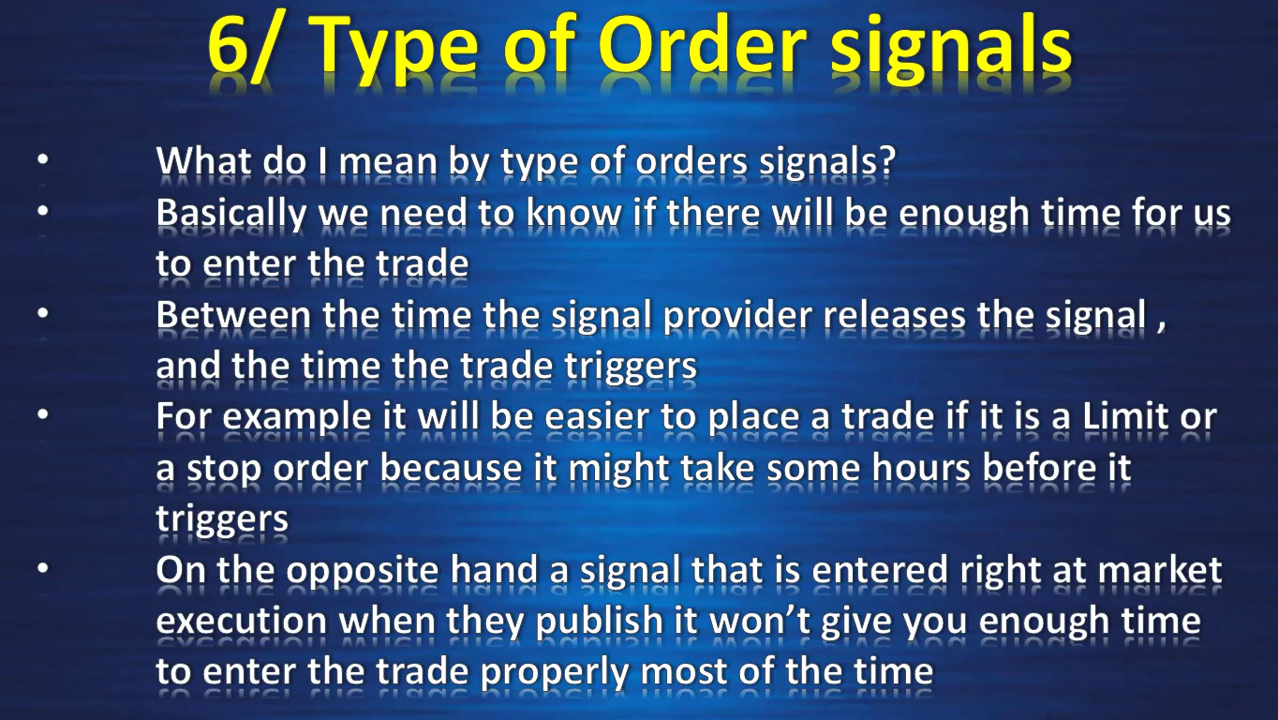 6/ Type of Order signals
• What do I mean by type of orders signals?
• Basically we need to know if there will be enough time for us
to enter the trade
• Between the time the signal provider releases the signal ,
and the time the trade triggers
• For example it will be easier to place a trade if it is a Limit or
a stop order because it might take some hours before it
triggers
• On the opposite hand a signal that is entered right at market
execution when they publish it won’t give you enough time
to enter the trade properly most of the time